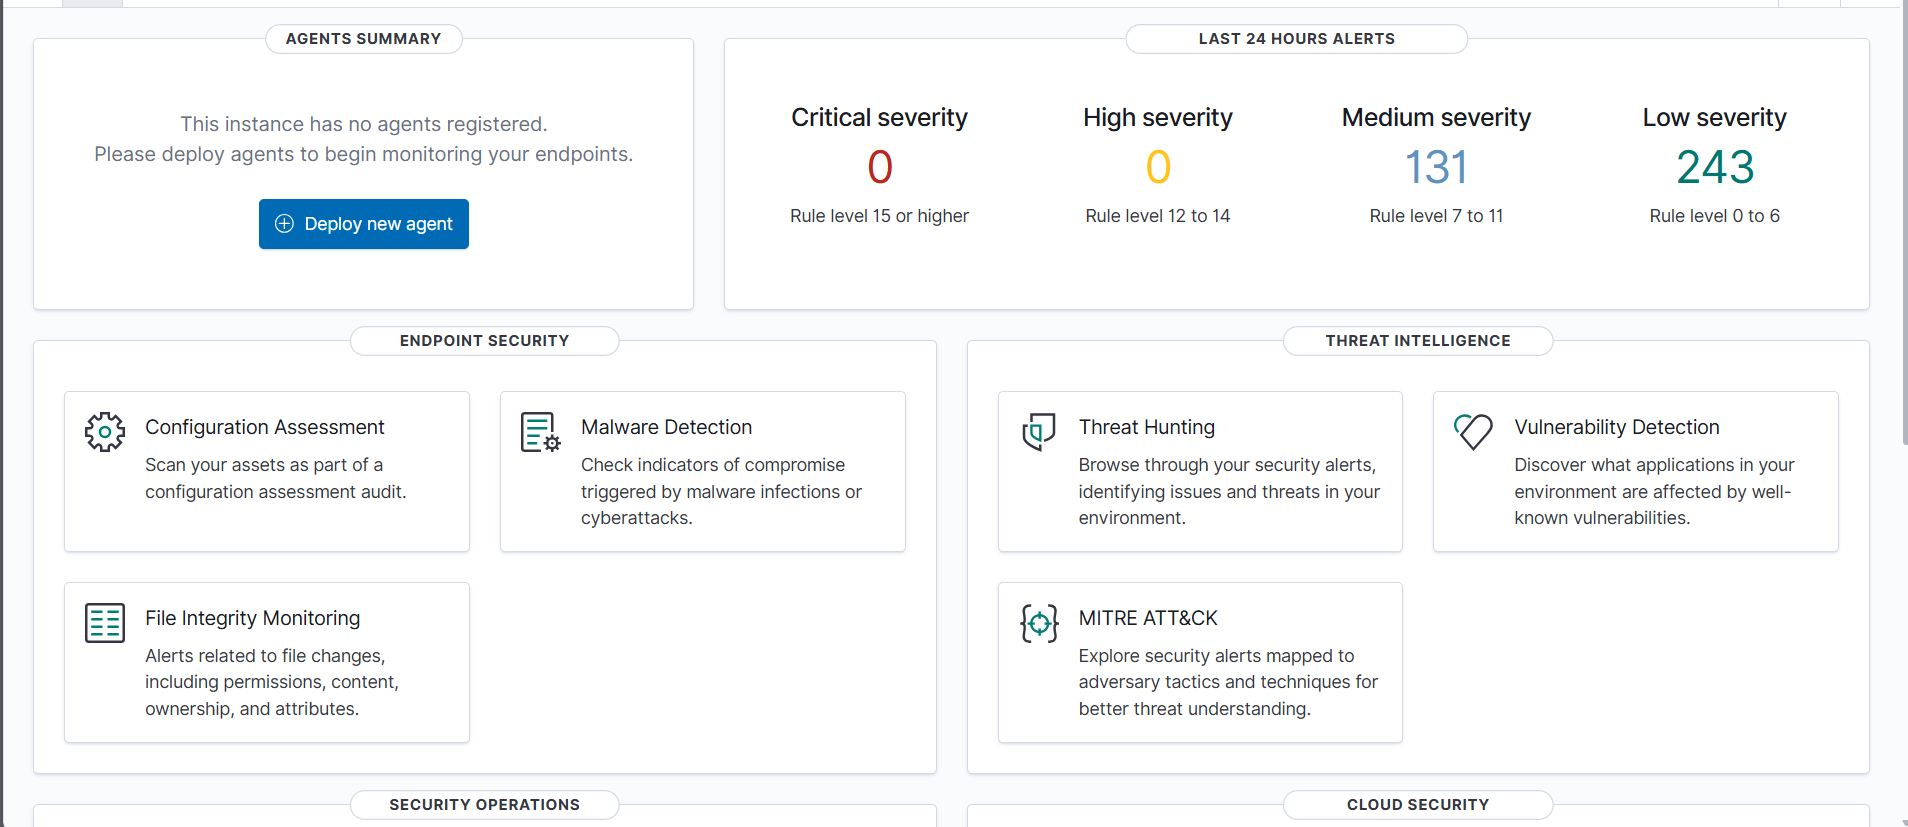 AGENTS SUMMARY
This instance has no agents registered.
Please deploy agents to begin monitoring your endpoints.
Deploy new agent
LAST 24 HOURS ALERTS
Critical severity
0
Rule level 15 or higher
High severity
0
Rule level 12 to 14
Medium severity
131
Rule level 7 to 11
Low severity
243
Rule level 0 to 6
ENDPOINT SECURITY
Configuration Assessment
Scan your assets as part of a
configuration assessment audit.
Malware Detection
Check indicators of compromise
triggered by malware infections or
cyberattacks.
File Integrity Monitoring
Alerts related to file changes,
including permissions, content,
ownership, and attributes.
THREAT INTELLIGENCE
Threat Hunting
Browse through your security alerts,
identifying issues and threats in your
environment.
Vulnerability Detection
Discover what applications in your
environment are affected by well-
known vulnerabilities.
MITRE ATT&CK
Explore security alerts mapped to
adversary tactics and techniques for
better threat understanding.
SECURITY OPERATIONS
CLOUD SECURITY